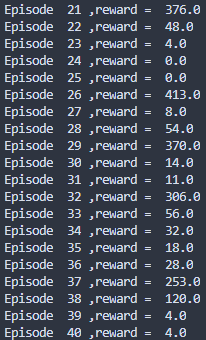 Episode  21 ,reward =  376.0
Episode  22 ,reward =  48.0
Episode  23 ,reward =  4.0
Episode  24 ,reward =  0.0
Episode  25 ,reward =  0.0
Episode  26 ,reward =  413.0
Episode  27 ,reward =  8.0
Episode  28 ,reward =  54.0
Episode  29 ,reward =  370.0
Episode  30 ,reward =  14.0
Episode  31 ,reward =  11.0
Episode  32 ,reward =  306.0
Episode  33 ,reward =  56.0
Episode  34 ,reward =  32.0
Episode  35 ,reward =  18.0
Episode  36 ,reward =  28.0
Episode  37 ,reward =  253.0
Episode  38 ,reward =  120.0
Episode  39 ,reward =  4.0
Episode  40 ,reward =  4.0